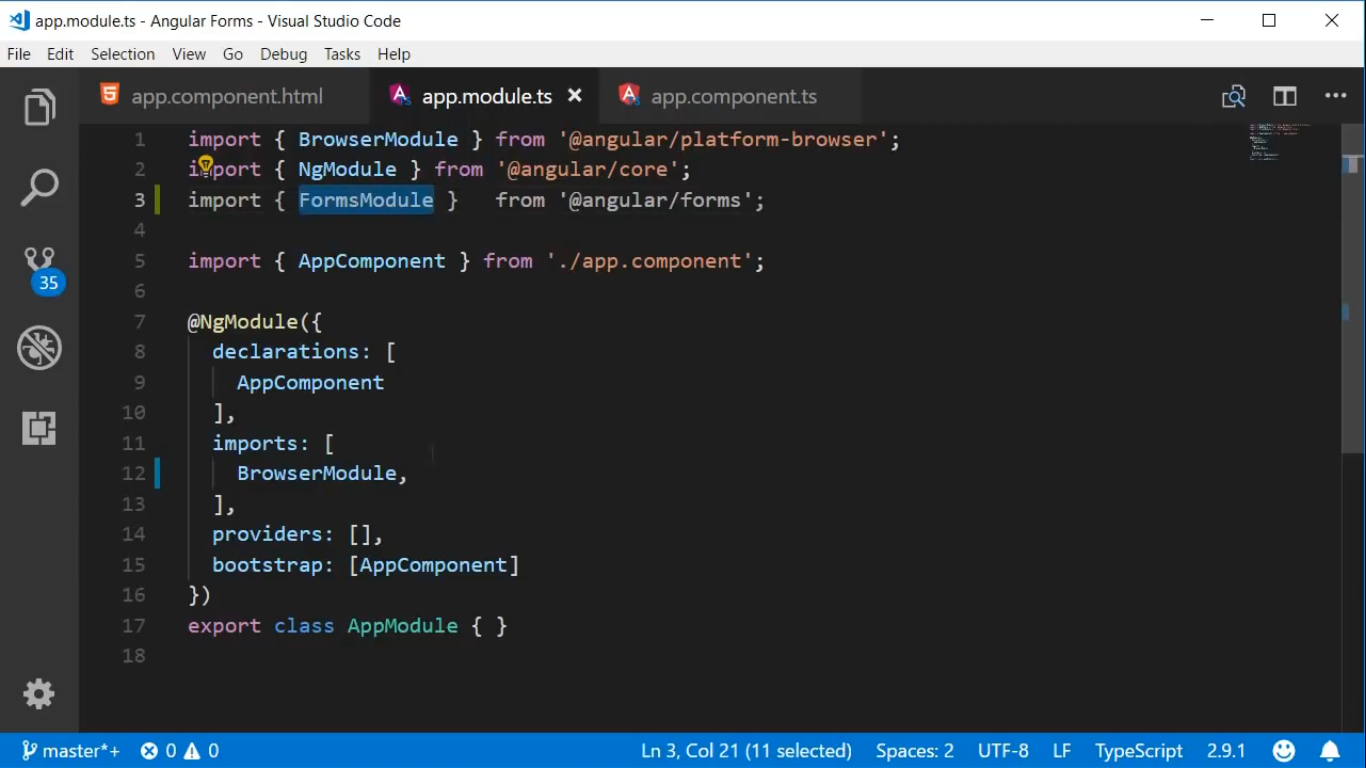 app.module.ts - Angular Forms - Visual Studio Code
File Edit Selection View Go Debug Tasks Help
app.component.html app.module.ts app.component.ts
1 import { BrowserModule } from '@angular/platform-browser';
2 import { NgModule } from '@angular/core';
3 import { FormsModule }   from '@angular/forms';
4
5 import { AppComponent } from './app.component';
6
7 @NgModule({
8   declarations: [
9     AppComponent
10   ],
11   imports: [
12     BrowserModule,
13   ],
14   providers: [],
15   bootstrap: [AppComponent]
16 })
17 export class AppModule { }
18
35
master*+ 0 0 Ln 3, Col 21 (11 selected) Spaces: 2 UTF-8 LF TypeScript 2.9.1